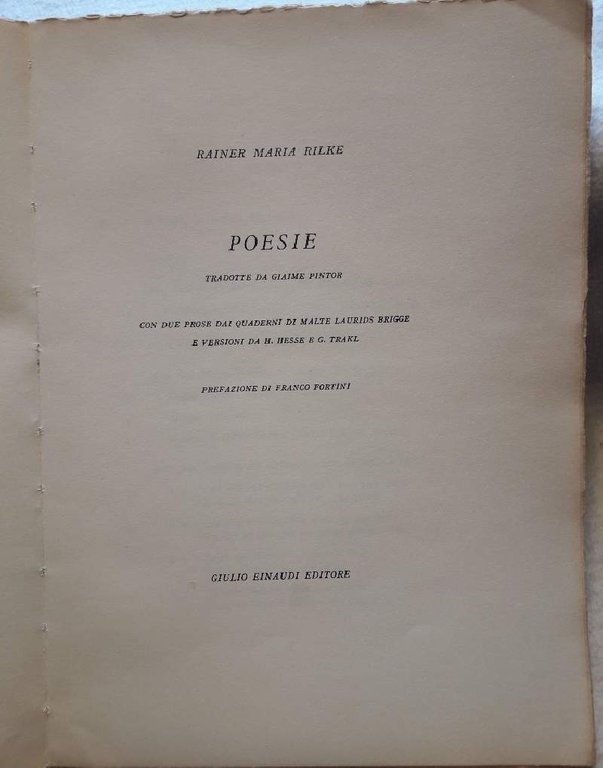 RAINER MARIA RILKE
POESIE
TRADOTTE DA GIAIME PINTOR
CON DUE PROSE DAI QUADERNI DI MALTE LAURIDS BRIGGE
E VERSIONI DA H. HESSE E G. TRAKL
PREFAZIONE DI FRANCO FORTINI
GIULIO EINAUDI EDITORE